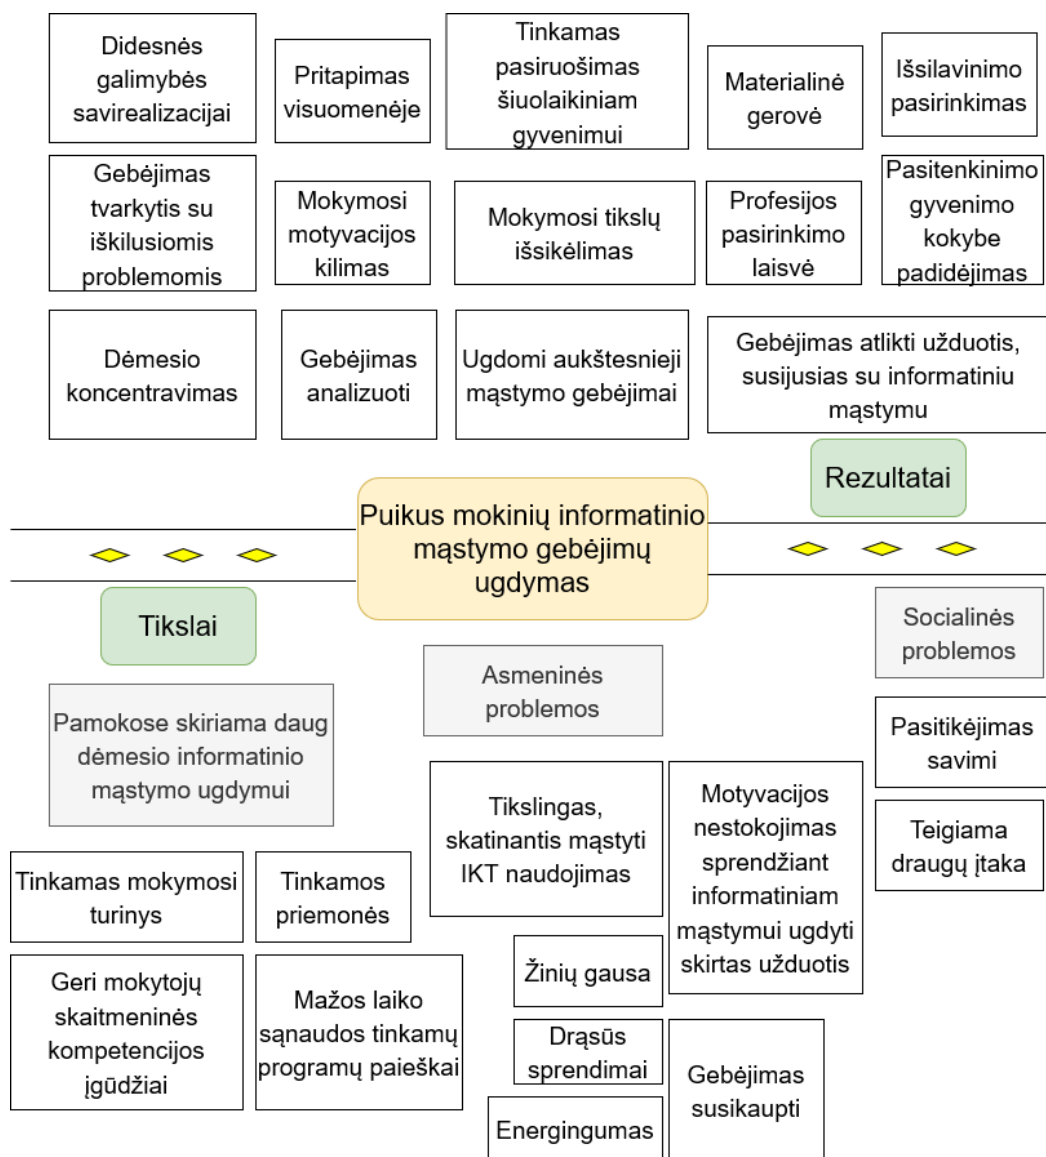 Didesnės
galimybės
savirealizacijai
Pritapimas
visuomenėje
Tinkamas
pasiruošimas
šiuolaikiniam
gyvenimui
Materialinė
gerovė
Išsilavinimo
pasirinkimas
Gebėjimas
tvarkytis su
iškilusiomis
problemomis
Mokymosi
motyvacijos
kilimas
Mokymosi tikslų
išsikėlimas
Profesijos
pasirinkimo
laisvė
Pasitenkinimo
gyvenimo
kokybe
padidėjimas
Dėmesio
koncentravimas
Gebėjimas
analizuoti
Ugdomi aukštesnieji
mąstymo gebėjimai
Gebėjimas atlikti užduotis,
susijusias su informatiniu
mąstymu
Rezultatai
Puikus mokinių informatinio
mąstymo gebėjimų
ugdymas
Tikslai
Pamokose skiriama daug
dėmesio informatinio
mąstymo ugdymui
Tinkamas mokymosi
turinys
Tinkamos
priemonės
Geri mokytojų
skaitmeninės
kompetencijos
įgūdžiai
Mažos laiko
sąnaudos tinkamų
programų paieškai
Asmeninės
problemos
Tikslingas,
skatinantis mąstyti
IKT naudojimas
Motyvacijos
nestokojimas
sprendžiant
informatiniam
mąstymui ugdyti
skirtas užduotis
Žinių gausa
Drąsūs
sprendimai
Energingumas
Gebėjimas
susikaupti
Socialinės
problemos
Pasitikėjimas
savimi
Teigiama
draugų įtaka